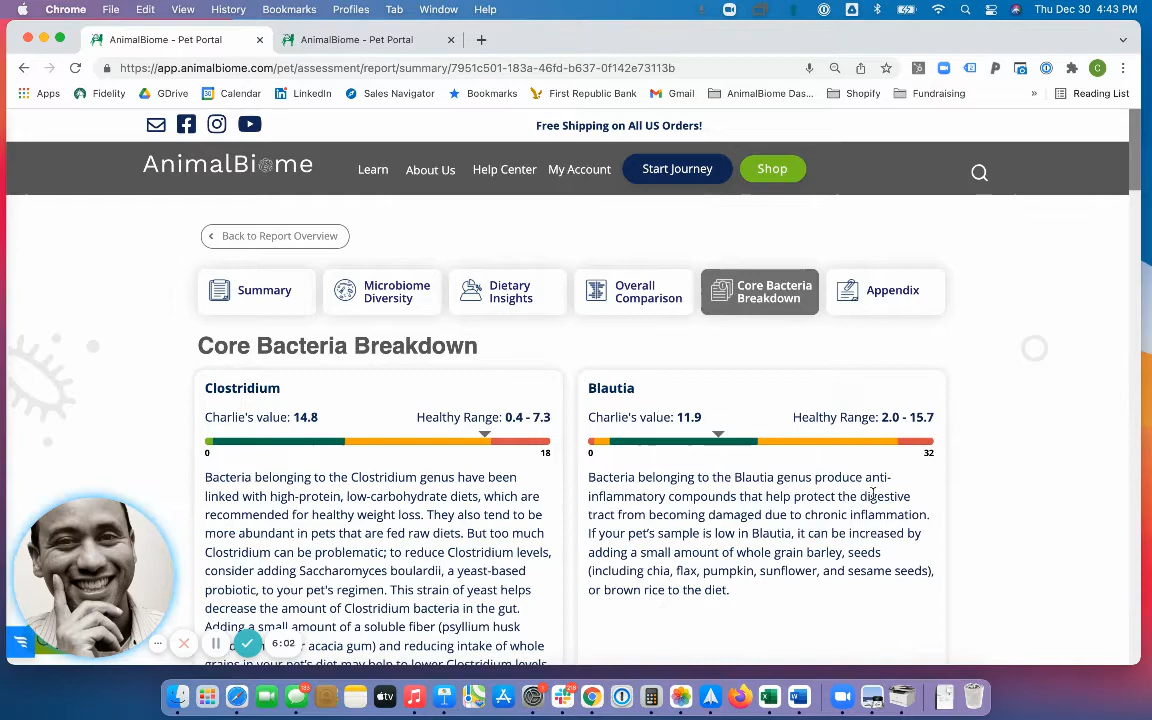 Chrome File Edit View History Bookmarks Profiles Tab Window Help Thu Dec 30 4:43 PM
AnimalBiome - Pet Portal AnimalBiome - Pet Portal
https://app.animalbiome.com/pet/assessment/report/summary/7951c501-183a-46fd-b637-0f142e73113b
Apps Fidelity GDrive Calendar LinkedIn Sales Navigator Bookmarks First Republic Bank Gmail AnimalBiome Das... Shopify Fundraising » Reading List
Free Shipping on All US Orders!
AnimalBiome Learn About Us Help Center My Account Start Journey Shop
Back to Report Overview
Summary
Microbiome Diversity
Dietary Insights
Overall Comparison
Core Bacteria Breakdown
Appendix
Core Bacteria Breakdown
Clostridium
Charlie's value: 14.8 Healthy Range: 0.4 - 7.3
0 18
Bacteria belonging to the Clostridium genus have been
linked with high-protein, low-carbohydrate diets, which are
recommended for healthy weight loss. They also tend to be
more abundant in pets that are fed raw diets. But too much
Clostridium can be problematic; to reduce Clostridium levels,
consider adding Saccharomyces boulardii, a yeast-based
probiotic, to your pet's regimen. This strain of yeast helps
decrease the amount of Clostridium bacteria in the gut.
Adding a small amount of a soluble fiber (psyllium husk
r acacia gum) and reducing intake of whole
grains in your pet's diet may help to lower Clostridium levels
Blautia
Charlie's value: 11.9 Healthy Range: 2.0 - 15.7
0 32
Bacteria belonging to the Blautia genus produce anti-
inflammatory compounds that help protect the digestive
tract from becoming damaged due to chronic inflammation.
If your pet's sample is low in Blautia, it can be increased by
adding a small amount of whole grain barley, seeds
(including chia, flax, pumpkin, sunflower, and sesame seeds),
or brown rice to the diet.
6:02